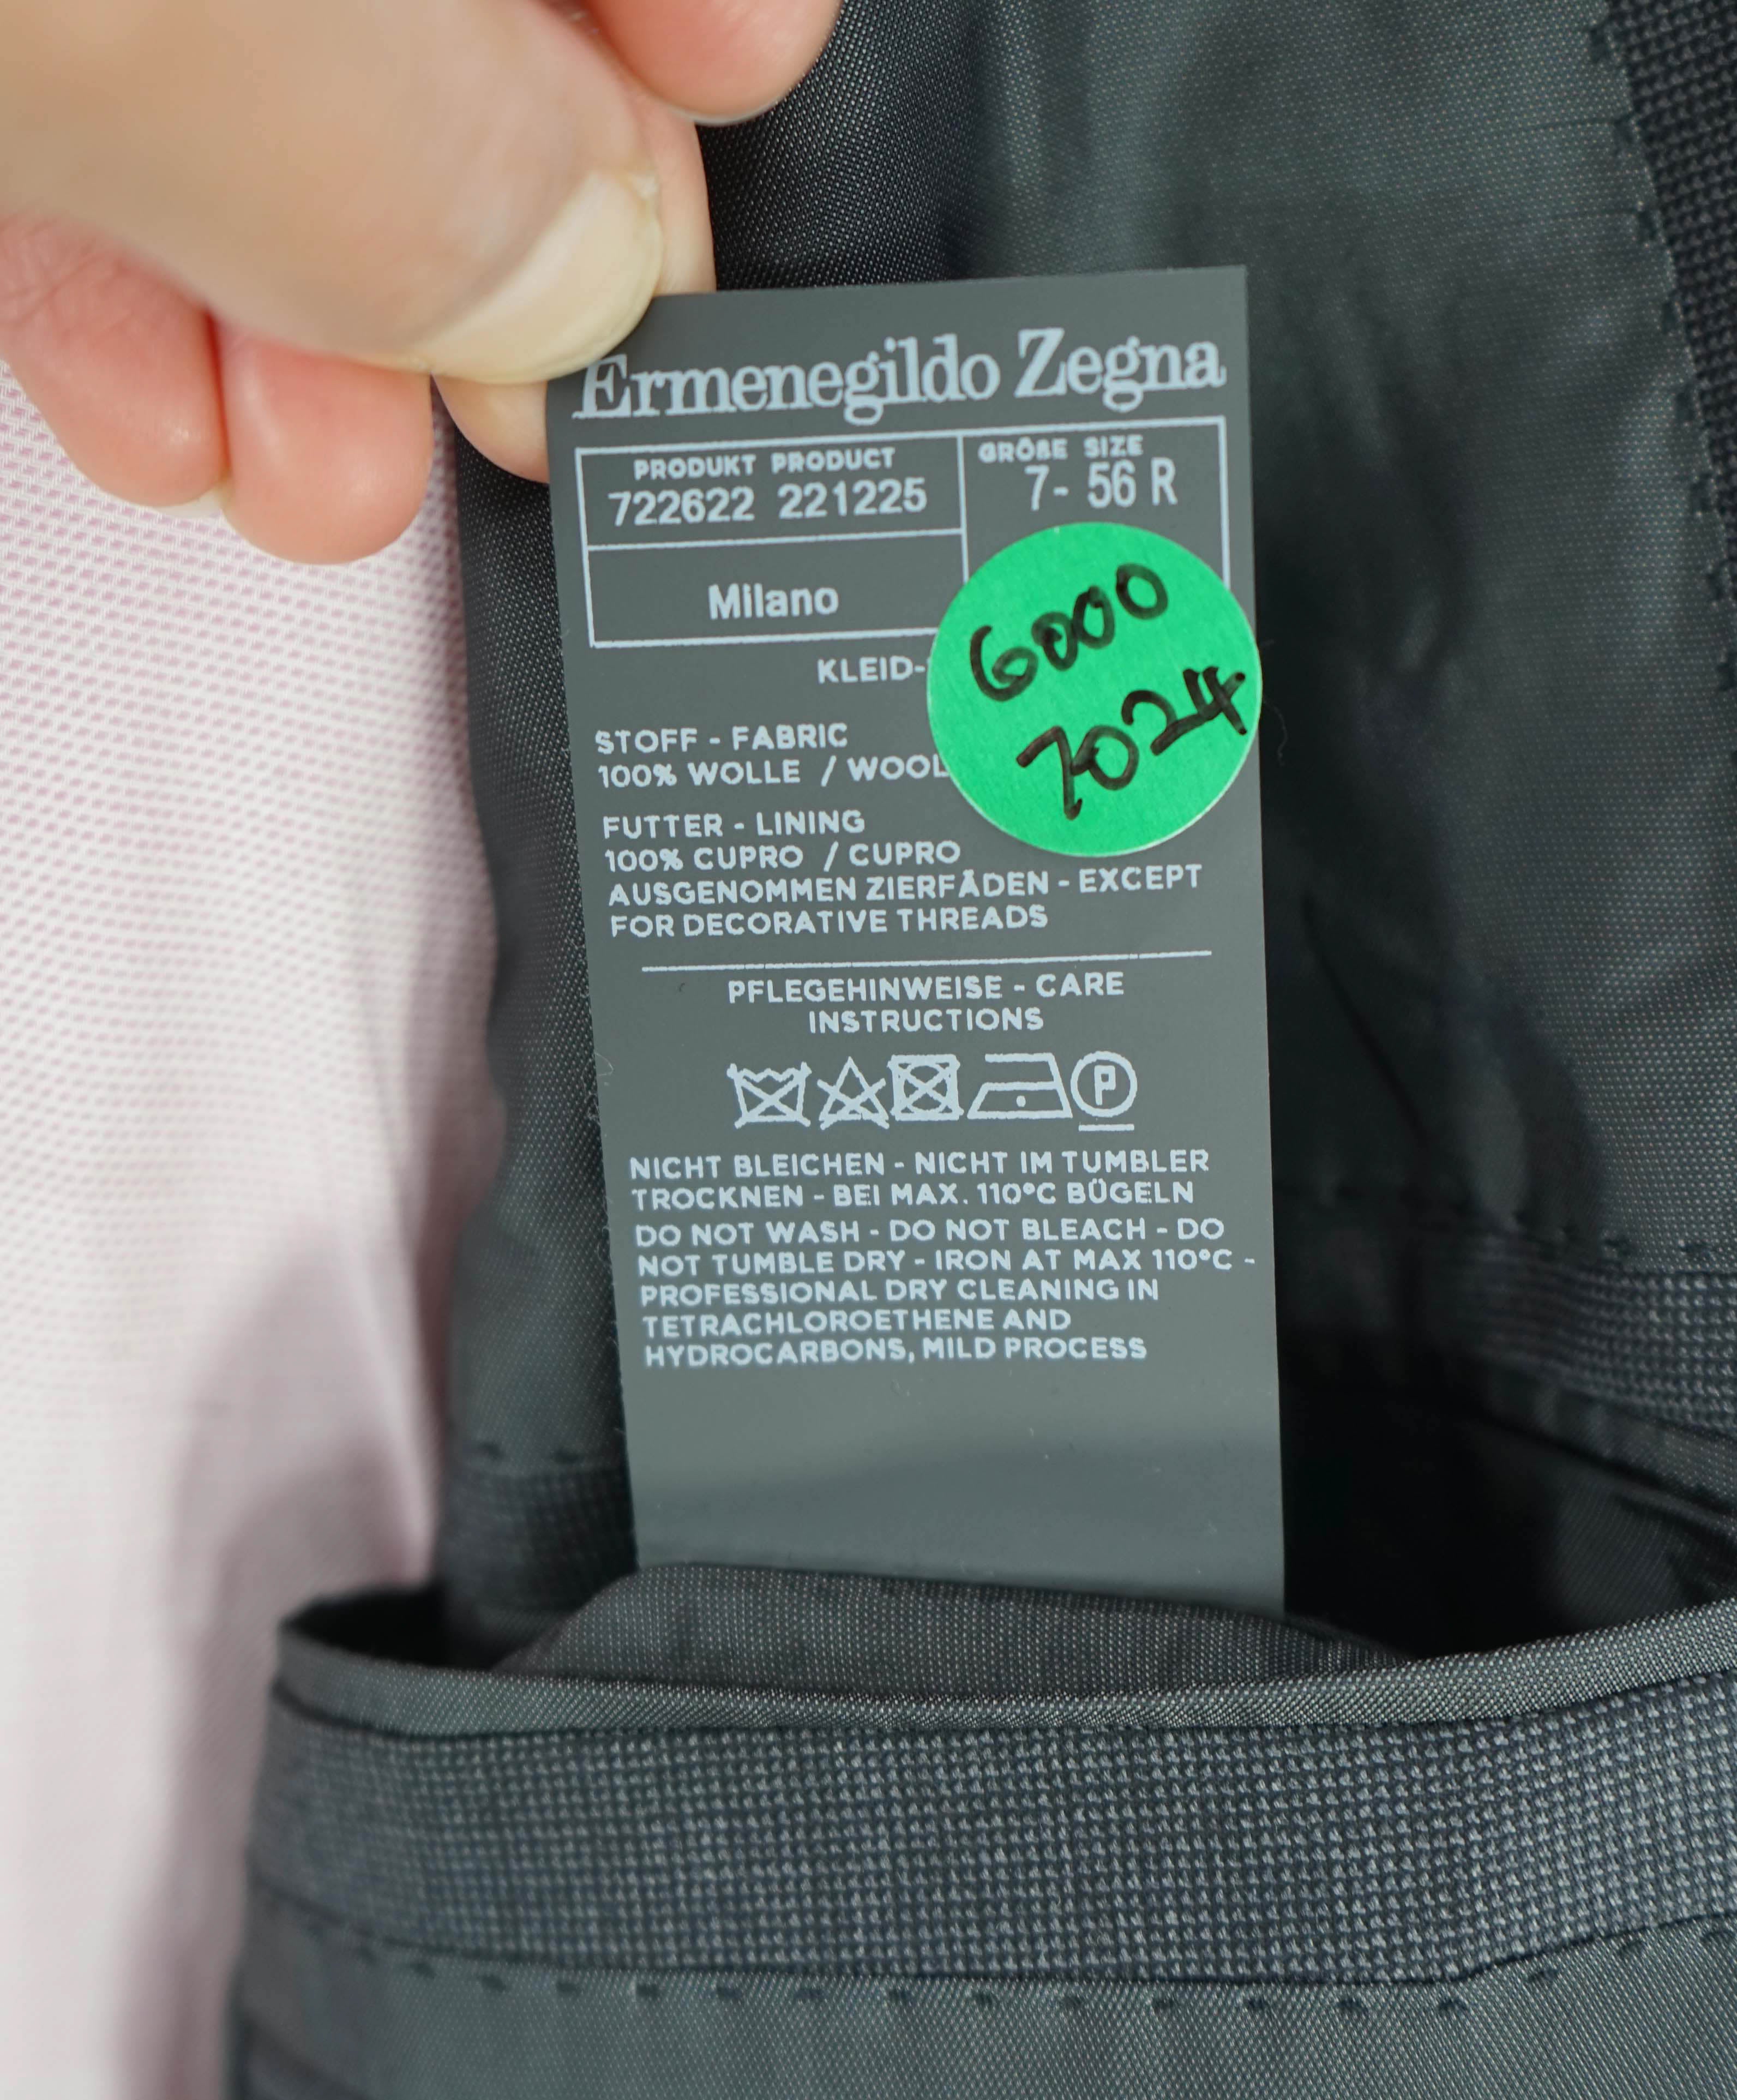 Ermenegildo Zegna
PRODUKT PRODUCT
722622 221225
GRÖßE SIZE
7- 56 R
Milano
6000
7024
KLEID-
STOFF - FABRIC
100% WOLLE / WOOL
FUTTER - LINING
100% CUPRO / CUPRO
AUSGENOMMEN ZIERFÄDEN - EXCEPT
FOR DECORATIVE THREADS
PFLEGEHINWEISE - CARE
INSTRUCTIONS
P
NICHT BLEICHEN - NICHT IM TUMBLER
TROCKNEN - BEI MAX. 110°C BÜGELN
DO NOT WASH - DO NOT BLEACH - DO
NOT TUMBLE DRY - IRON AT MAX 110°C -
PROFESSIONAL DRY CLEANING IN
TETRACHLOROETHENE AND
HYDROCARBONS, MILD PROCESS